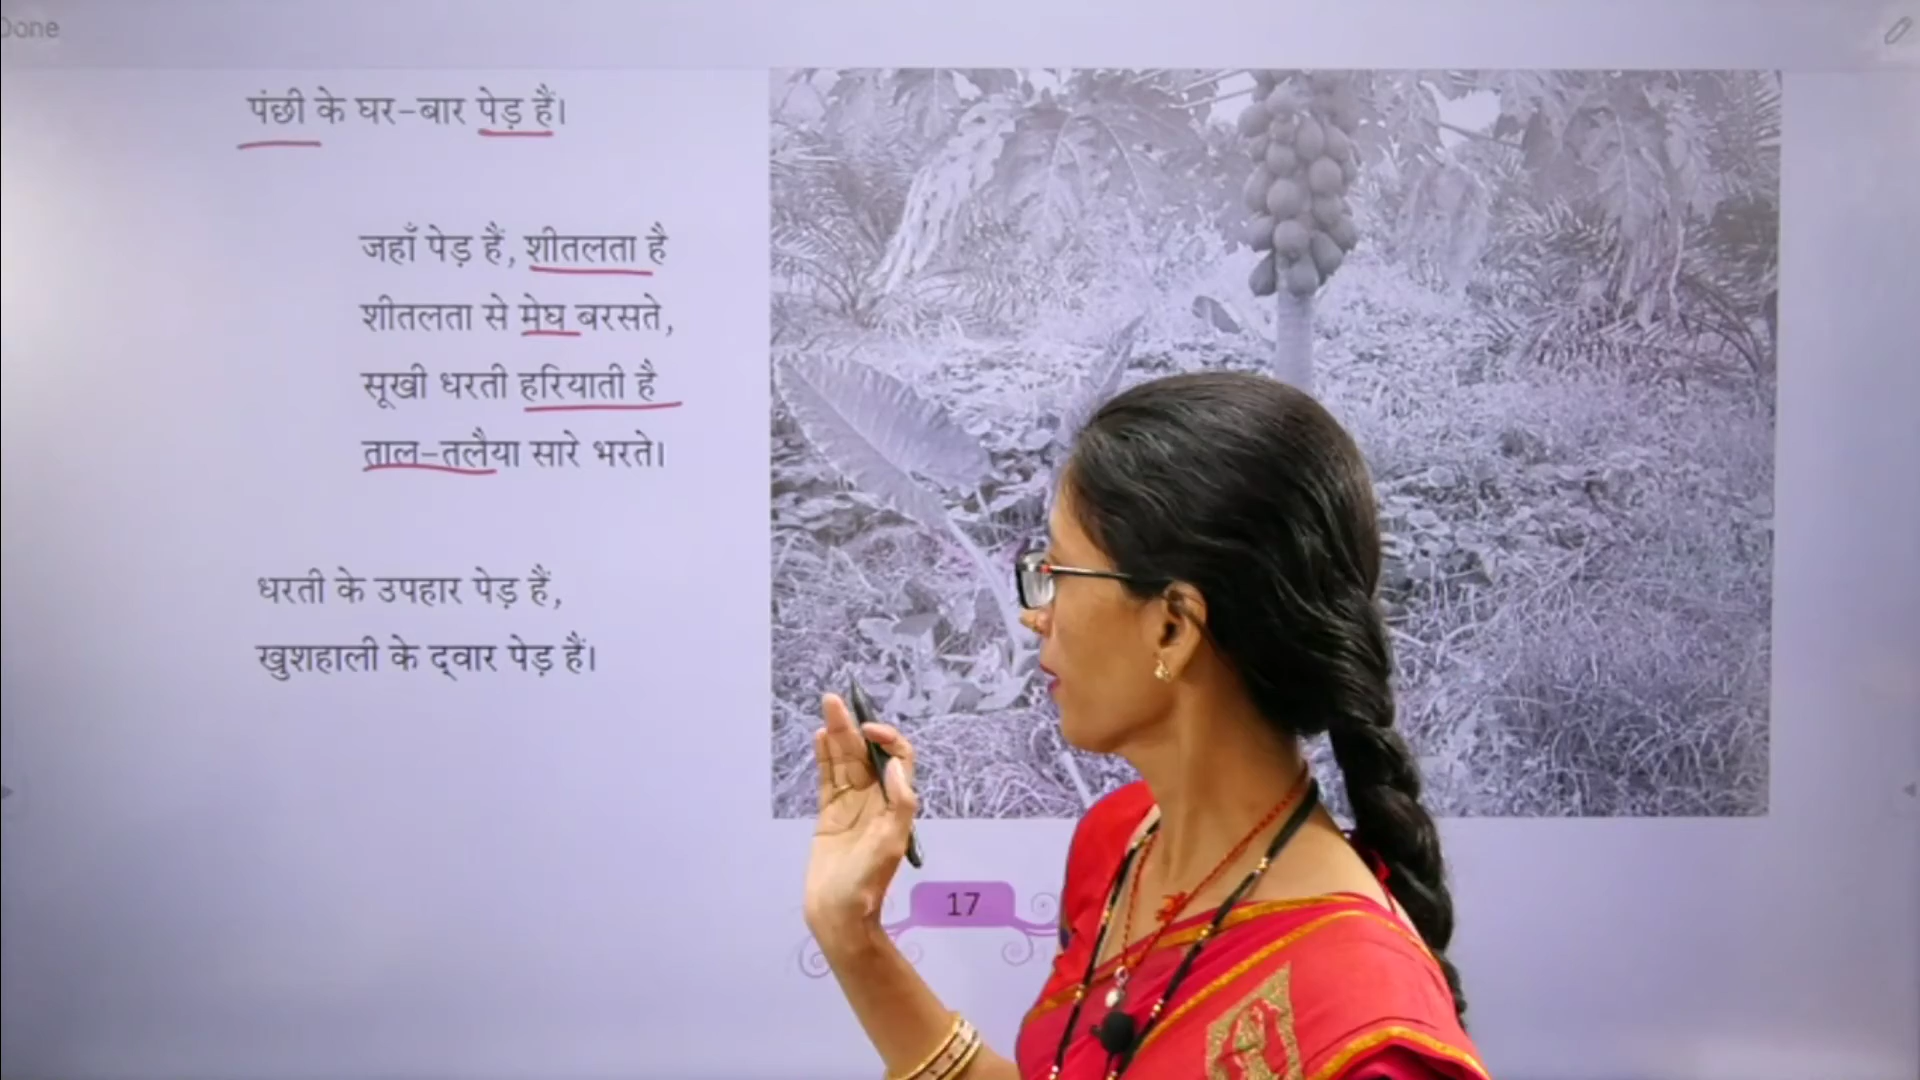 Done
पंछी के घर-बार पेड़ हैं।
जहाँ पेड़ हैं, शीतलता है
शीतलता से मेघ बरसते,
सूखी धरती हरियाती है
ताल-तलैया सारे भरते।
धरती के उपहार पेड़ हैं,
खुशहाली के द्वार पेड़ हैं।
17